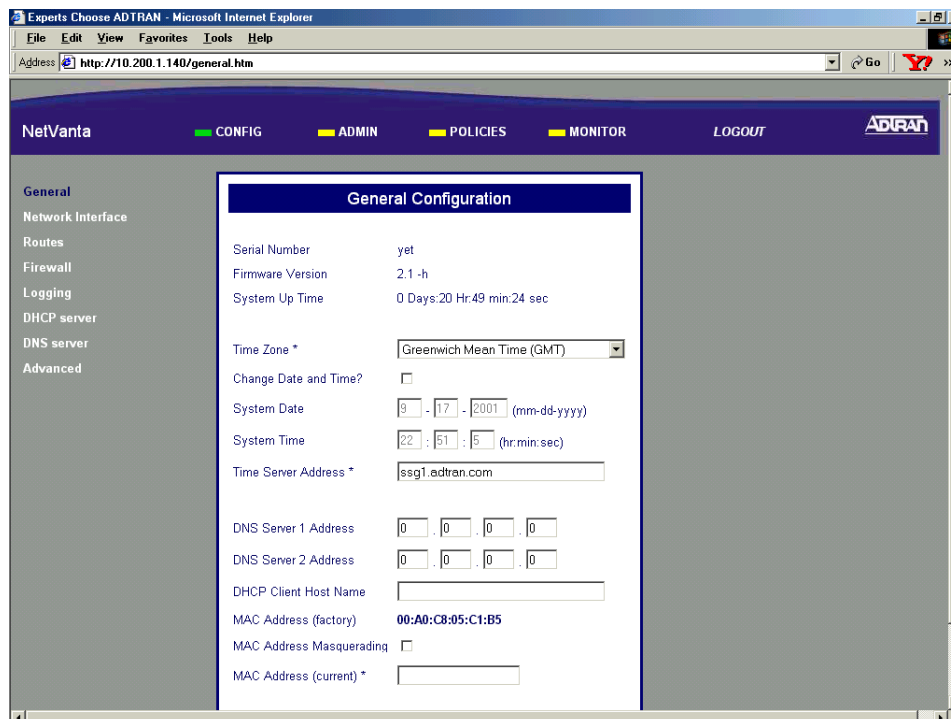 Experts Choose ADTRAN - Microsoft Internet Explorer
File Edit View Favorites Tools Help
Address http://10.200.1.140/general.htm Go Y! »
NetVanta CONFIG ADMIN POLICIES MONITOR LOGOUT ADTRAN
General
Network Interface
Routes
Firewall
Logging
DHCP server
DNS server
Advanced
General Configuration
Serial Number yet
Firmware Version 2.1 -h
System Up Time 0 Days:20 Hr:49 min:24 sec
Time Zone * Greenwich Mean Time (GMT)
Change Date and Time?
System Date 9 - 17 - 2001 (mm-dd-yyyy)
System Time 22 : 51 : 5 (hr:min:sec)
Time Server Address * ssg1.adtran.com
DNS Server 1 Address 0 . 0 . 0 . 0
DNS Server 2 Address 0 . 0 . 0 . 0
DHCP Client Host Name
MAC Address (factory) 00:A0:C8:05:C1:B5
MAC Address Masquerading
MAC Address (current) *